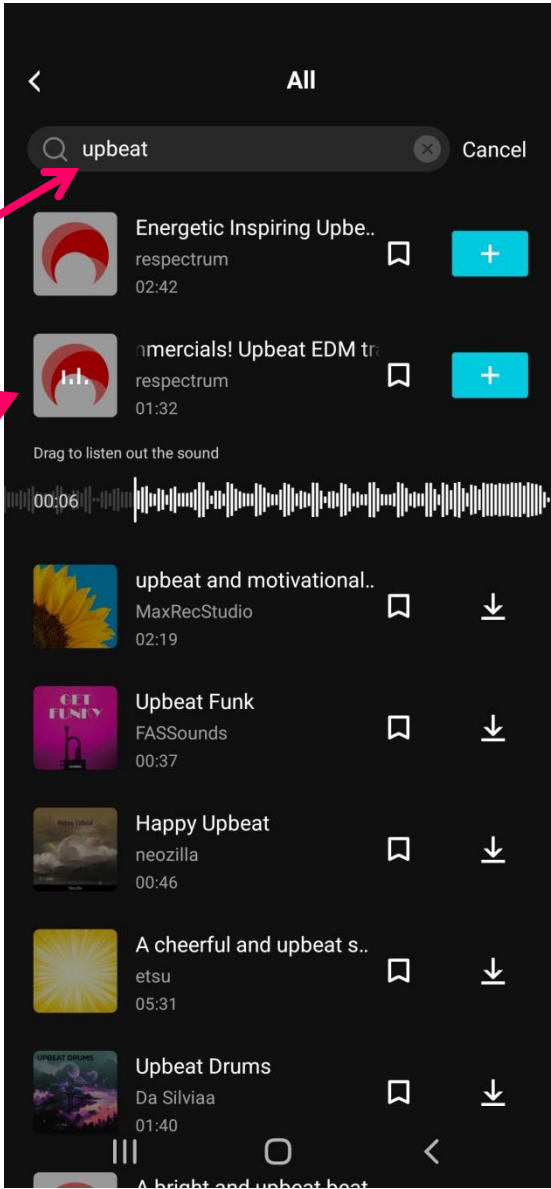 All
upbeat
Cancel
Energetic Inspiring Upbe..
respectrum
02:42
mmercials! Upbeat EDM tra
respectrum
01:32
Drag to listen out the sound
00:06
upbeat and motivational..
MaxRecStudio
02:19
GET
FUNKY
Upbeat Funk
FASSounds
00:37
Happy Upbeat
Happy Upbeat
neozilla
Neozilla
00:46
A cheerful and upbeat s..
etsu
05:31
UPBEAT DRUMS
Upbeat Drums
Da Silviaa
01:40
A bright and upbeat beat